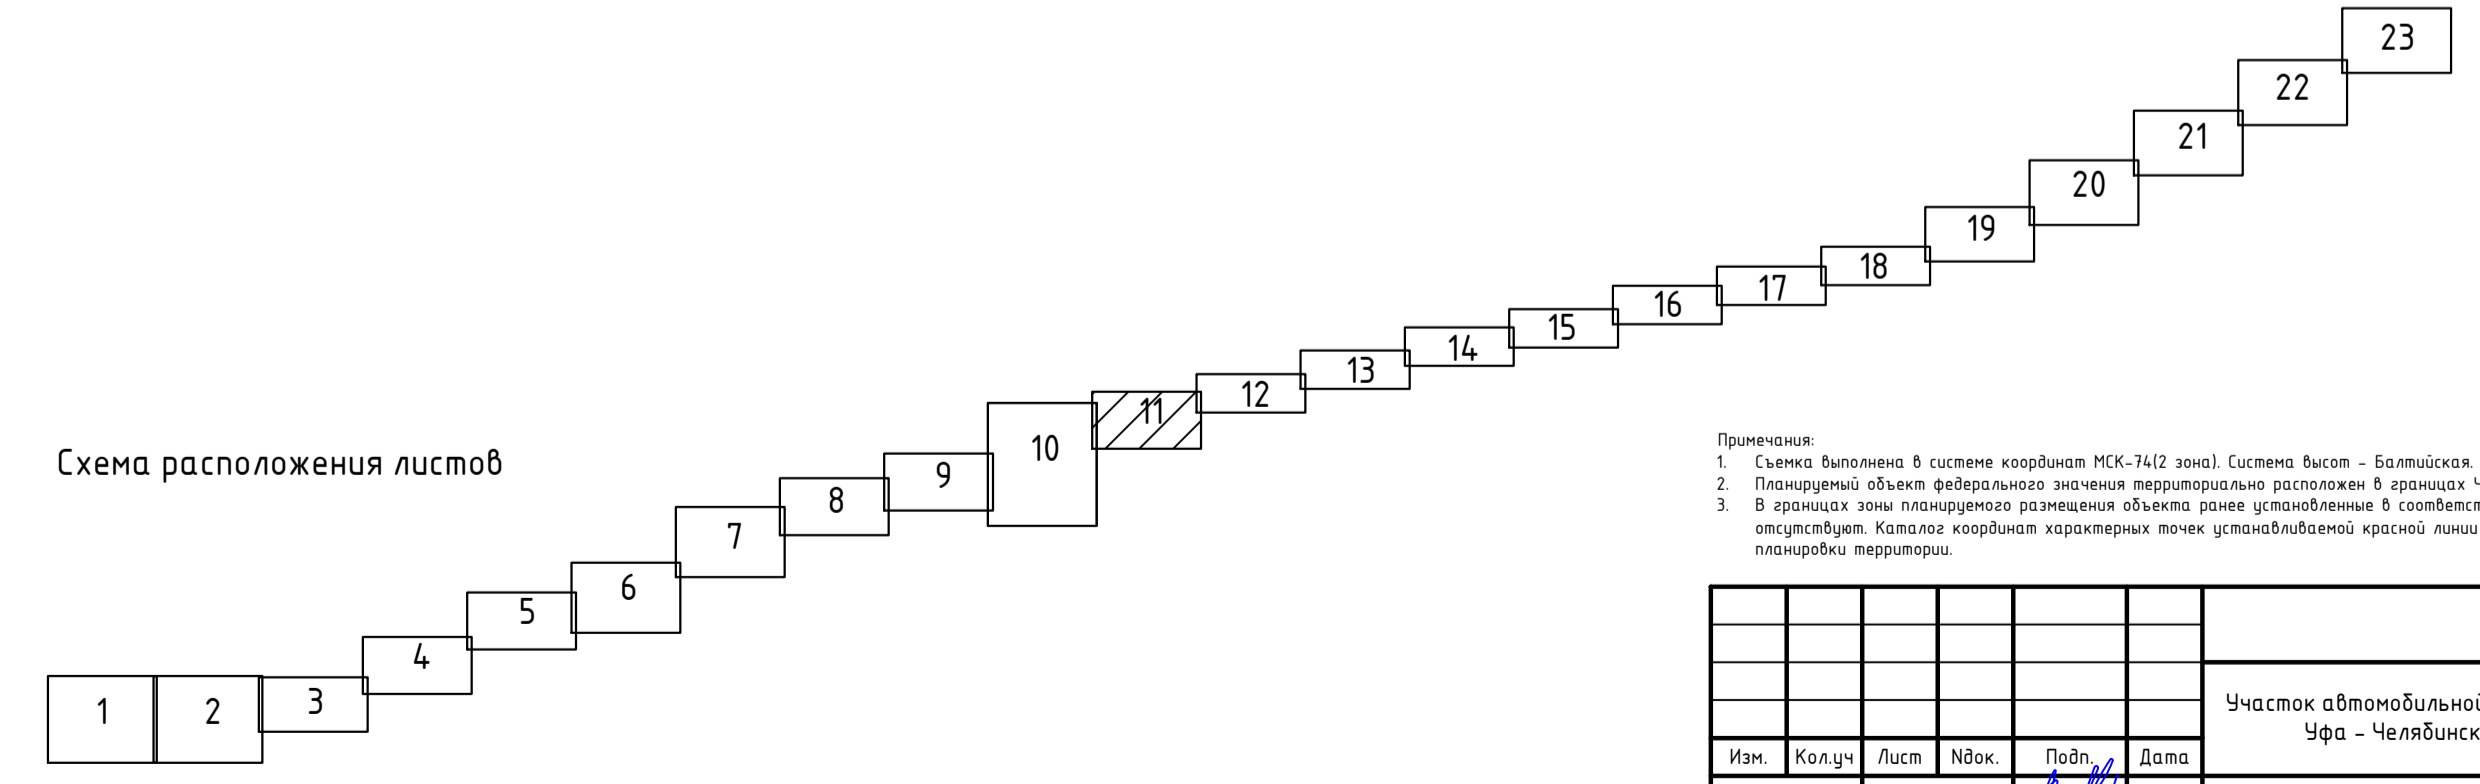 23
22
21
20
19
18
17
16
15
14
13
12
11
10
9
8
7
6
5
4
3
2
1
Схема расположения листов
Примечания:
1. Съемка выполнена в системе координат МСК-74(2 зона). Система высот - Балтийская.
2. Планируемый объект федерального значения территориально расположен в границах
3. В границах зоны планируемого размещения объекта ранее установленные в
отсутствуют. Каталог координат характерных точек устанавливаемой красной линии
планировки территории.
Участок автомобильной
Уфа - Челябинск
Изм. Кол.уч Лист Nдок. Подп. Дата